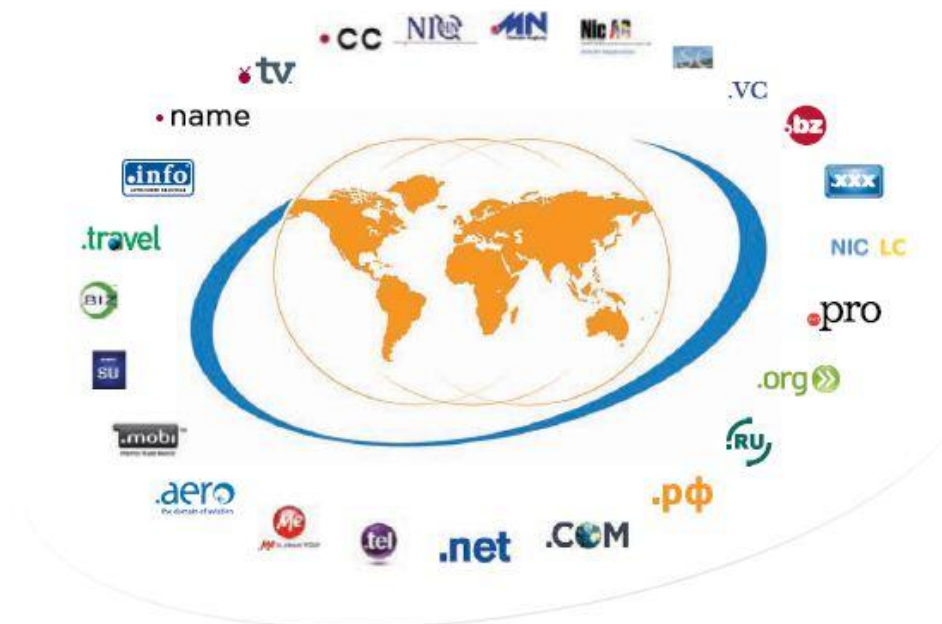 .cc
NIC
MN
Nic AG
.tv
.VC
.name
.bz
.info
.xxx
.travel
NIC LC
.BIZ
.pro
SU
.org
.mobi
.RU
.aero
the domain of aviation
.рф
Me
.tel
.net
.COM